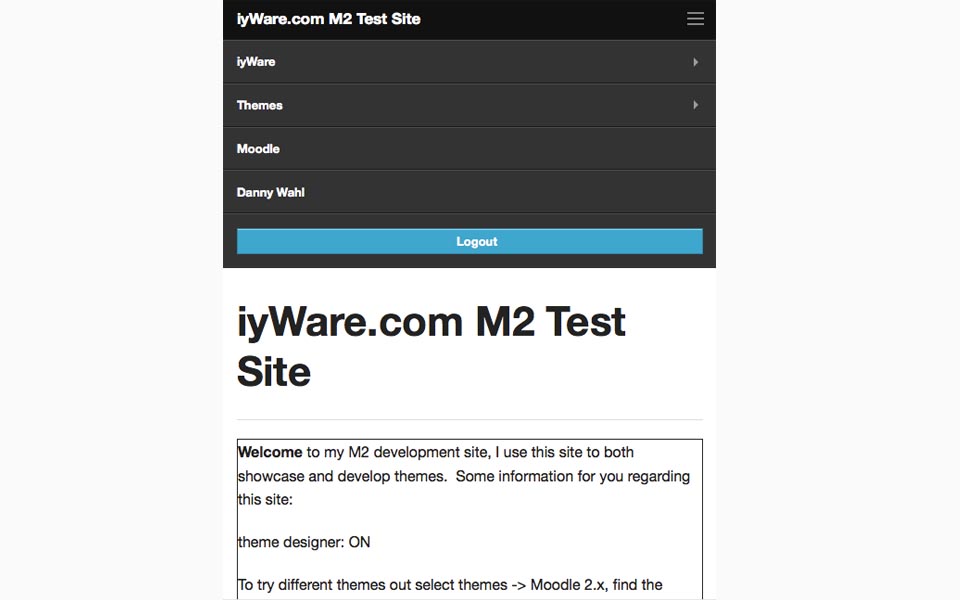 iyWare.com M2 Test Site
iyWare
Themes
Moodle
Danny Wahl
Logout
iyWare.com M2 Test
Site
Welcome to my M2 development site, I use this site to both
showcase and develop themes.  Some information for you regarding
this site:
theme designer: ON
To try different themes out select themes -> Moodle 2.x, find the